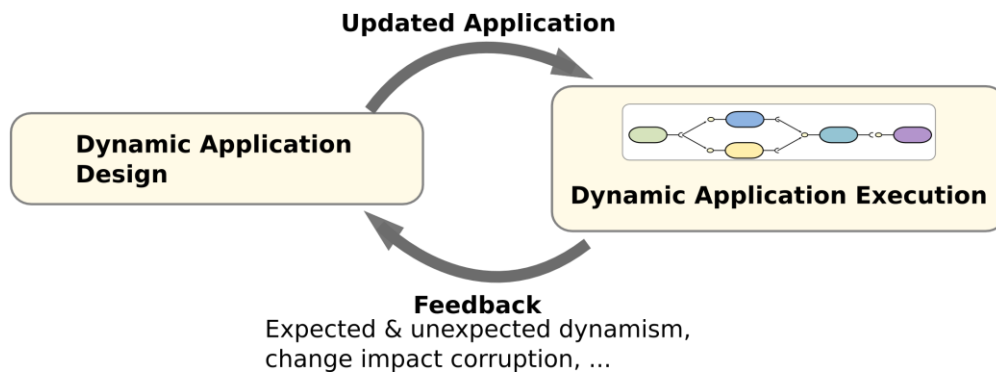 Updated Application
Dynamic Application
Design
Dynamic Application Execution
Feedback
Expected & unexpected dynamism,
change impact corruption, ...